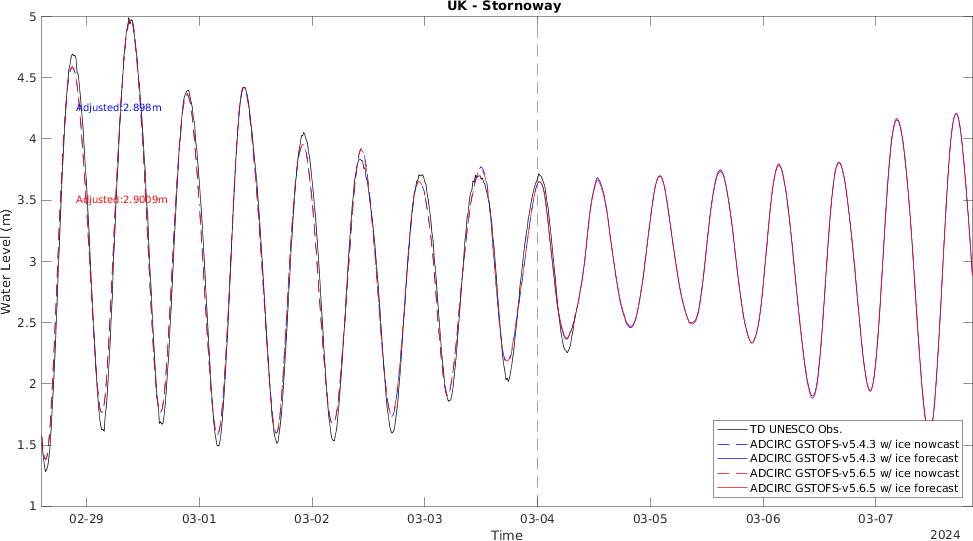 UK - Stornoway
5
4.5
4
3.5
3
2.5
2
1.5
1
Water Level (m)
Adjusted:2.898m
Adjusted:2.9009m
TD UNESCO Obs.
ADCIRC GSTOFS-v5.4.3 w/ ice nowcast
ADCIRC GSTOFS-v5.4.3 w/ ice forecast
ADCIRC GSTOFS-v5.6.5 w/ ice nowcast
ADCIRC GSTOFS-v5.6.5 w/ ice forecast
02-29 03-01 03-02 03-03 03-04 03-05 03-06 03-07
Time
2024